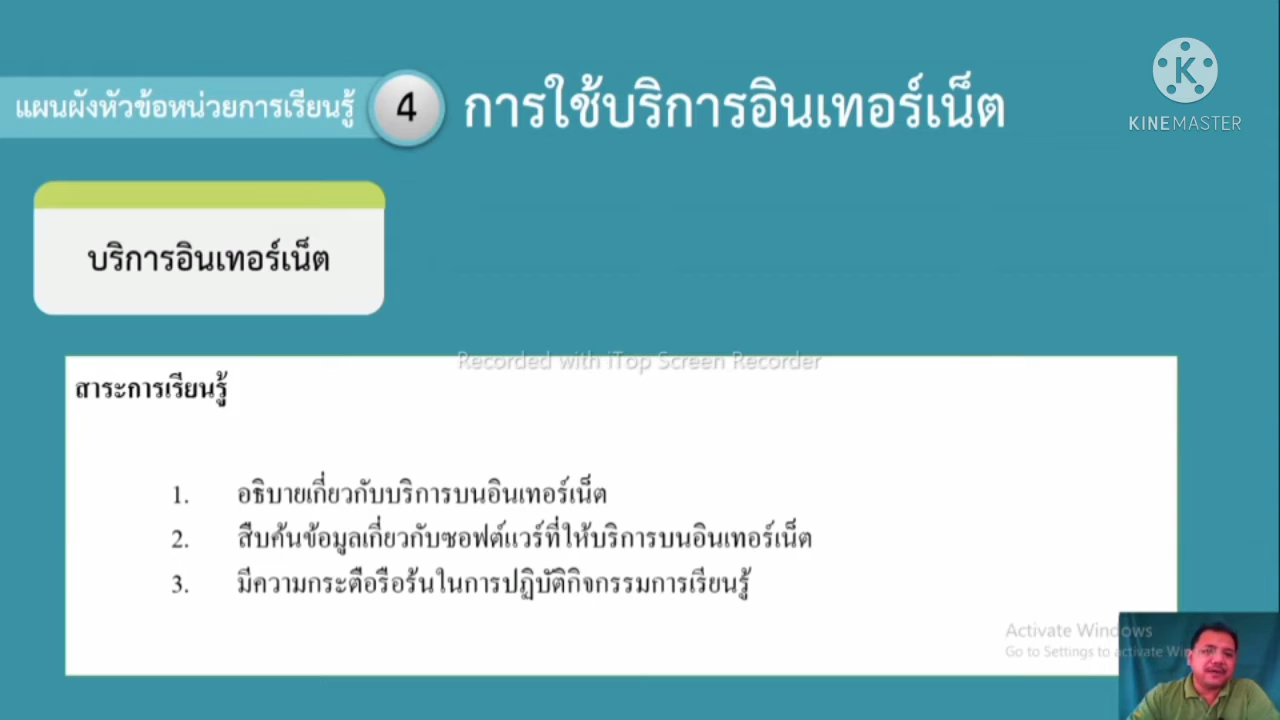 แผนผังหัวข้อหน่วยการเรียนรู้ 4 การใช้บริการอินเทอร์เน็ต
K
KINEMASTER
บริการอินเทอร์เน็ต
Recorded with iTop Screen Recorder
สาระการเรียนรู้
1. อธิบายเกี่ยวกับบริการบนอินเทอร์เน็ต
2. สืบค้นข้อมูลเกี่ยวกับซอฟต์แวร์ที่ให้บริการบนอินเทอร์เน็ต
3. มีความกระตือรือร้นในการปฏิบัติกิจกรรมการเรียนรู้
Activate Windows
Go to Settings to activate